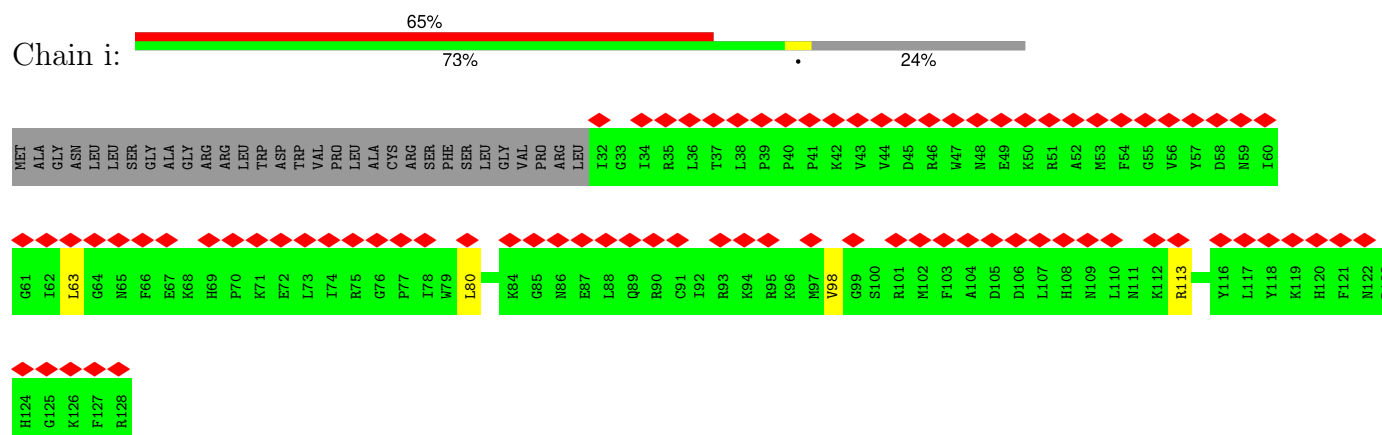 65%
Chain i:
73% • 24%
MET ALA GLY ASN LEU LEU SER GLY ALA GLY ARG ARG LEU TRP ASP TRP VAL PRO LEU ALA CYS ARG SER PHE SER LEU GLY VAL PRO ARG LEU I32 G33 I34 R35 L36 T37 L38 P39 P40 P41 K42 V43 V44 D45 R46 W47 N48 E49 K50 R51 A52 M53 F54 G55 V56 Y57 D58 N59 I60
G61 I62 L63 G64 N65 F66 E67 K68 H69 P70 K71 E72 L73 I74 R75 G76 P77 I78 W79 L80 K84 G85 N86 E87 L88 Q89 R90 C91 I92 R93 K94 R95 K96 M97 V98 G99 S100 R101 M102 F103 A104 D105 D106 L107 H108 N109 L110 N111 K112 R113 Y116 L117 Y118 K119 H120 F121 N122
H124 G125 K126 F127 R128